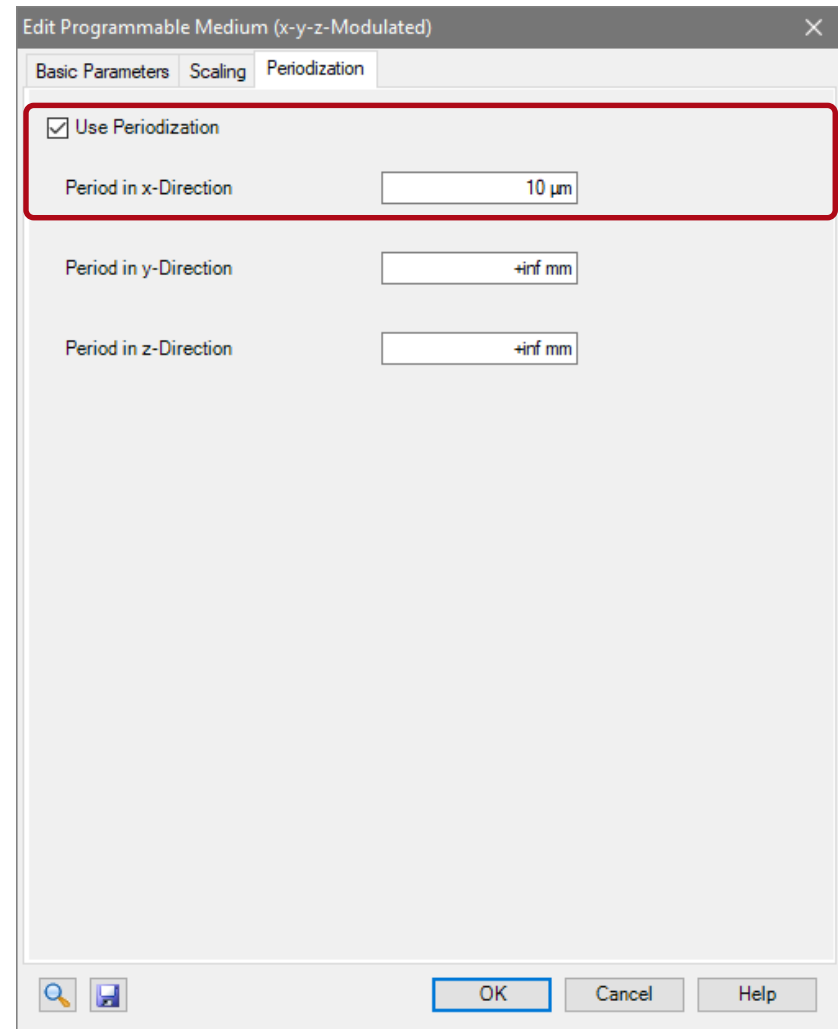 Edit Programmable Medium (x-y-z-Modulated)
Basic Parameters Scaling Periodization
Use Periodization
Period in x-Direction 10 µm
Period in y-Direction +inf mm
Period in z-Direction +inf mm
OK Cancel Help